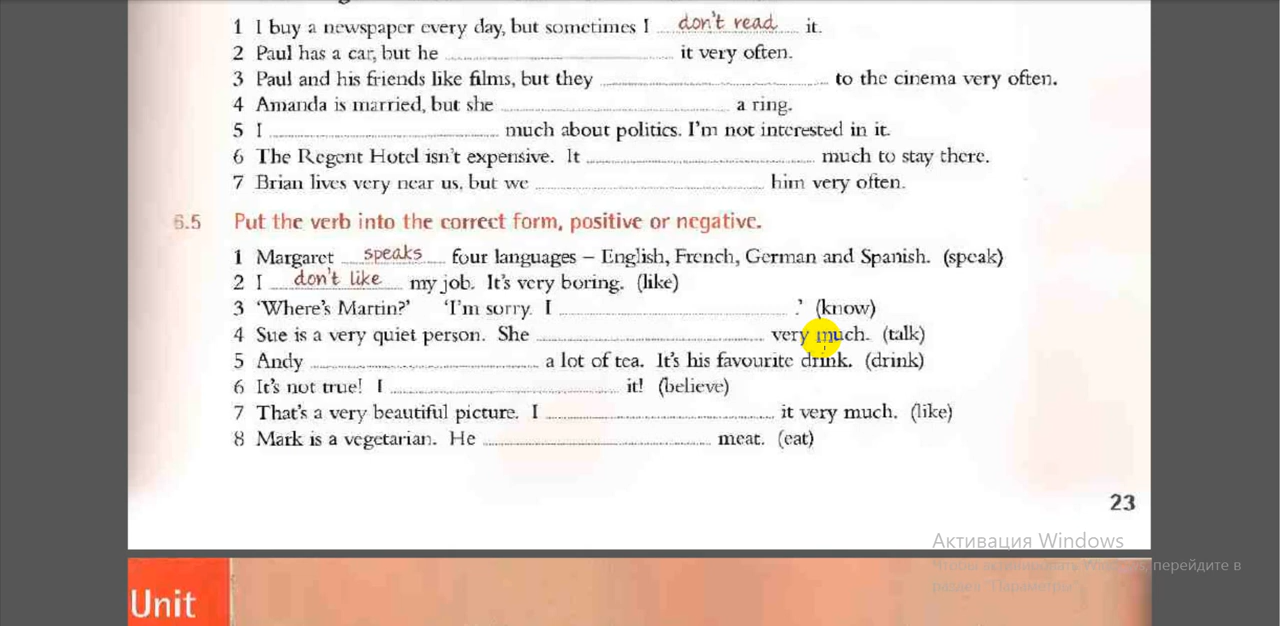 1 I buy a newspaper every day, but sometimes I don't read it.
2 Paul has a car, but he ........ it very often.
3 Paul and his friends like films, but they ........ to the cinema very often.
4 Amanda is married, but she ........ a ring.
5 I ........ much about politics. I'm not interested in it.
6 The Regent Hotel isn't expensive. It ........ much to stay there.
7 Brian lives very near us, but we ........ him very often.
6.5 Put the verb into the correct form, positive or negative.
1 Margaret speaks four languages – English, French, German and Spanish. (speak)
2 I don't like my job. It's very boring. (like)
3 'Where's Martin?' 'I'm sorry. I ........ .' (know)
4 Sue is a very quiet person. She ........ very much. (talk)
5 Andy ........ a lot of tea. It's his favourite drink. (drink)
6 It's not true! I ........ it! (believe)
7 That's a very beautiful picture. I ........ it very much. (like)
8 Mark is a vegetarian. He ........ meat. (eat)
23
Активация Windows
Чтобы активировать Windows, перейдите в
раздел "Параметры".
Unit